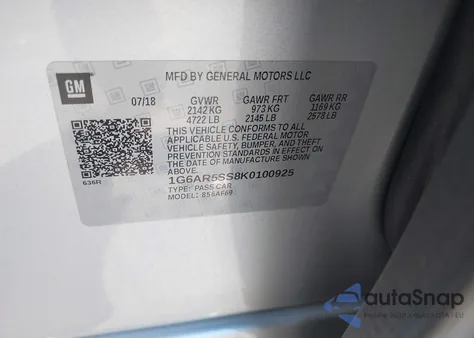 GM
MFD BY GENERAL MOTORS LLC
07/18 GVWR GAWR FRT GAWR RR
2142 KG 973 KG 1169 KG
4722 LB 2145 LB 2578 LB
THIS VEHICLE CONFORMS TO ALL
APPLICABLE U.S. FEDERAL MOTOR
VEHICLE SAFETY, BUMPER, AND THEFT
PREVENTION STANDARDS IN EFFECT ON
THE DATE OF MANUFACTURE SHOWN
ABOVE.
1G6AR5SS8K0100925
636R
TYPE: PASS CAR
MODEL: 856AF69
autaSnap